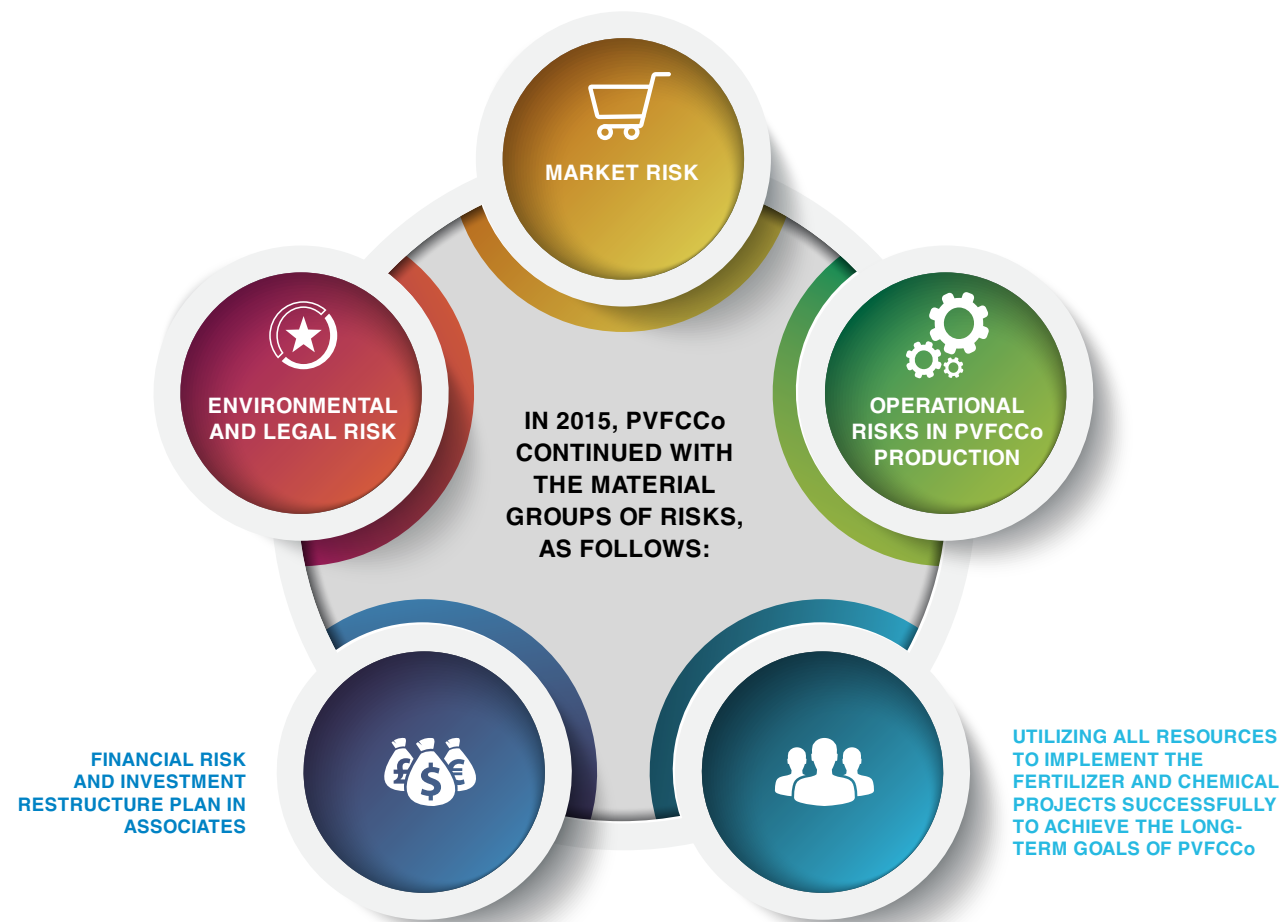 MARKET RISK
ENVIRONMENTAL
AND LEGAL RISK
IN 2015, PVFCCo
CONTINUED WITH
THE MATERIAL
GROUPS OF RISKS,
AS FOLLOWS:
OPERATIONAL
RISKS IN PVFCCo
PRODUCTION
FINANCIAL RISK
AND INVESTMENT
RESTRUCTURE PLAN IN
ASSOCIATES
£
$
€
UTILIZING ALL RESOURCES
TO IMPLEMENT THE
FERTILIZER AND CHEMICAL
PROJECTS SUCCESSFULLY
TO ACHIEVE THE LONG-
TERM GOALS OF PVFCCo